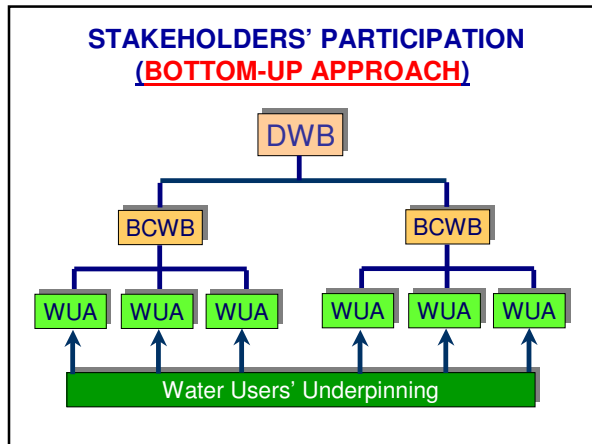 STAKEHOLDERS’ PARTICIPATION
(BOTTOM-UP APPROACH)
DWB
BCWB BCWB
WUA WUA WUA WUA WUA WUA
Water Users’ Underpinning